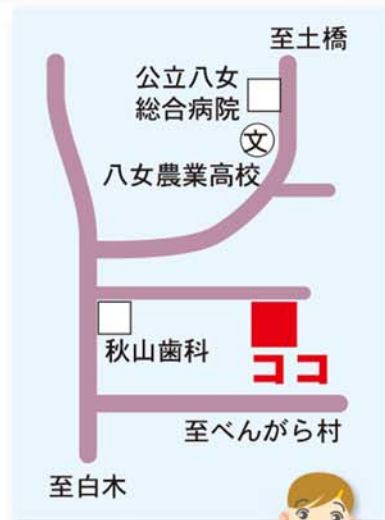 至土橋
公立八女
総合病院
文
八女農業高校
秋山歯科
ココ
至べんがら村
至白木